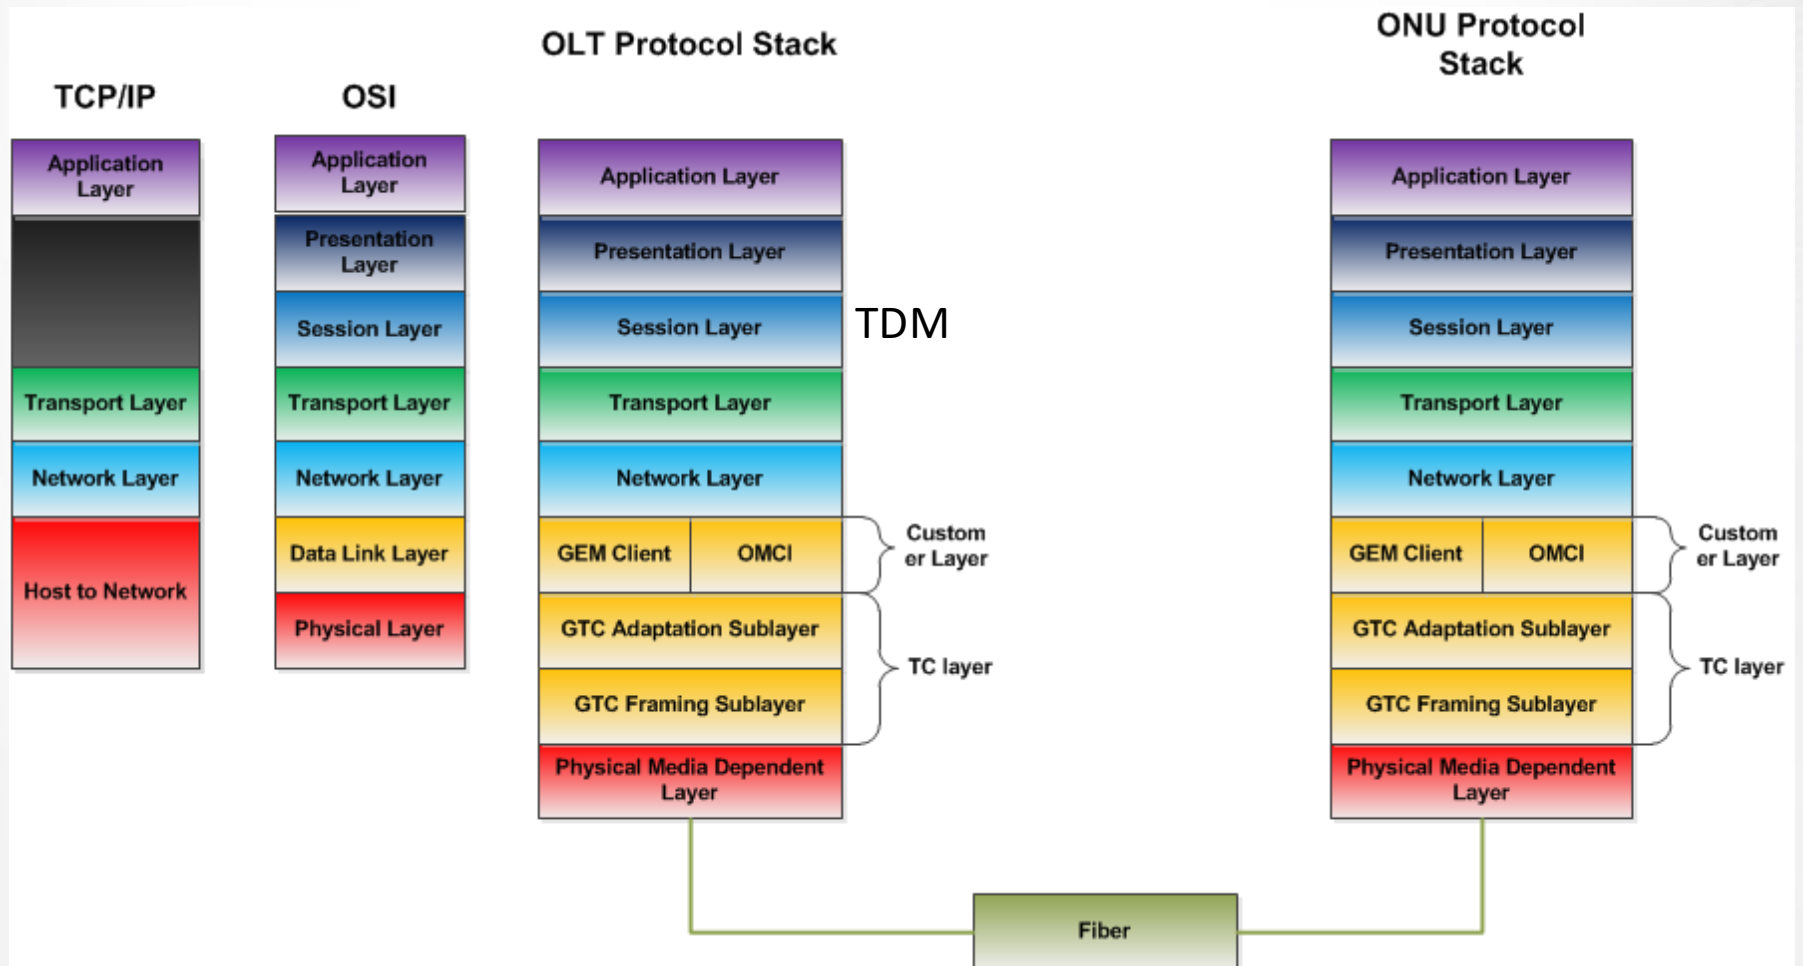 TCP/IP
Application
Layer
Transport Layer
Network Layer
Host to Network
OSI
Application
Layer
Presentation
Layer
Session Layer
Transport Layer
Network Layer
Data Link Layer
Physical Layer
OLT Protocol Stack
Application Layer
Presentation Layer
Session Layer
TDM
Transport Layer
Network Layer
GEM Client
OMCI
Custom
er Layer
GTC Adaptation Sublayer
GTC Framing Sublayer
TC layer
Physical Media Dependent
Layer
ONU Protocol
Stack
Application Layer
Presentation Layer
Session Layer
Transport Layer
Network Layer
GEM Client
OMCI
Custom
er Layer
GTC Adaptation Sublayer
GTC Framing Sublayer
TC layer
Physical Media Dependent
Layer
Fiber